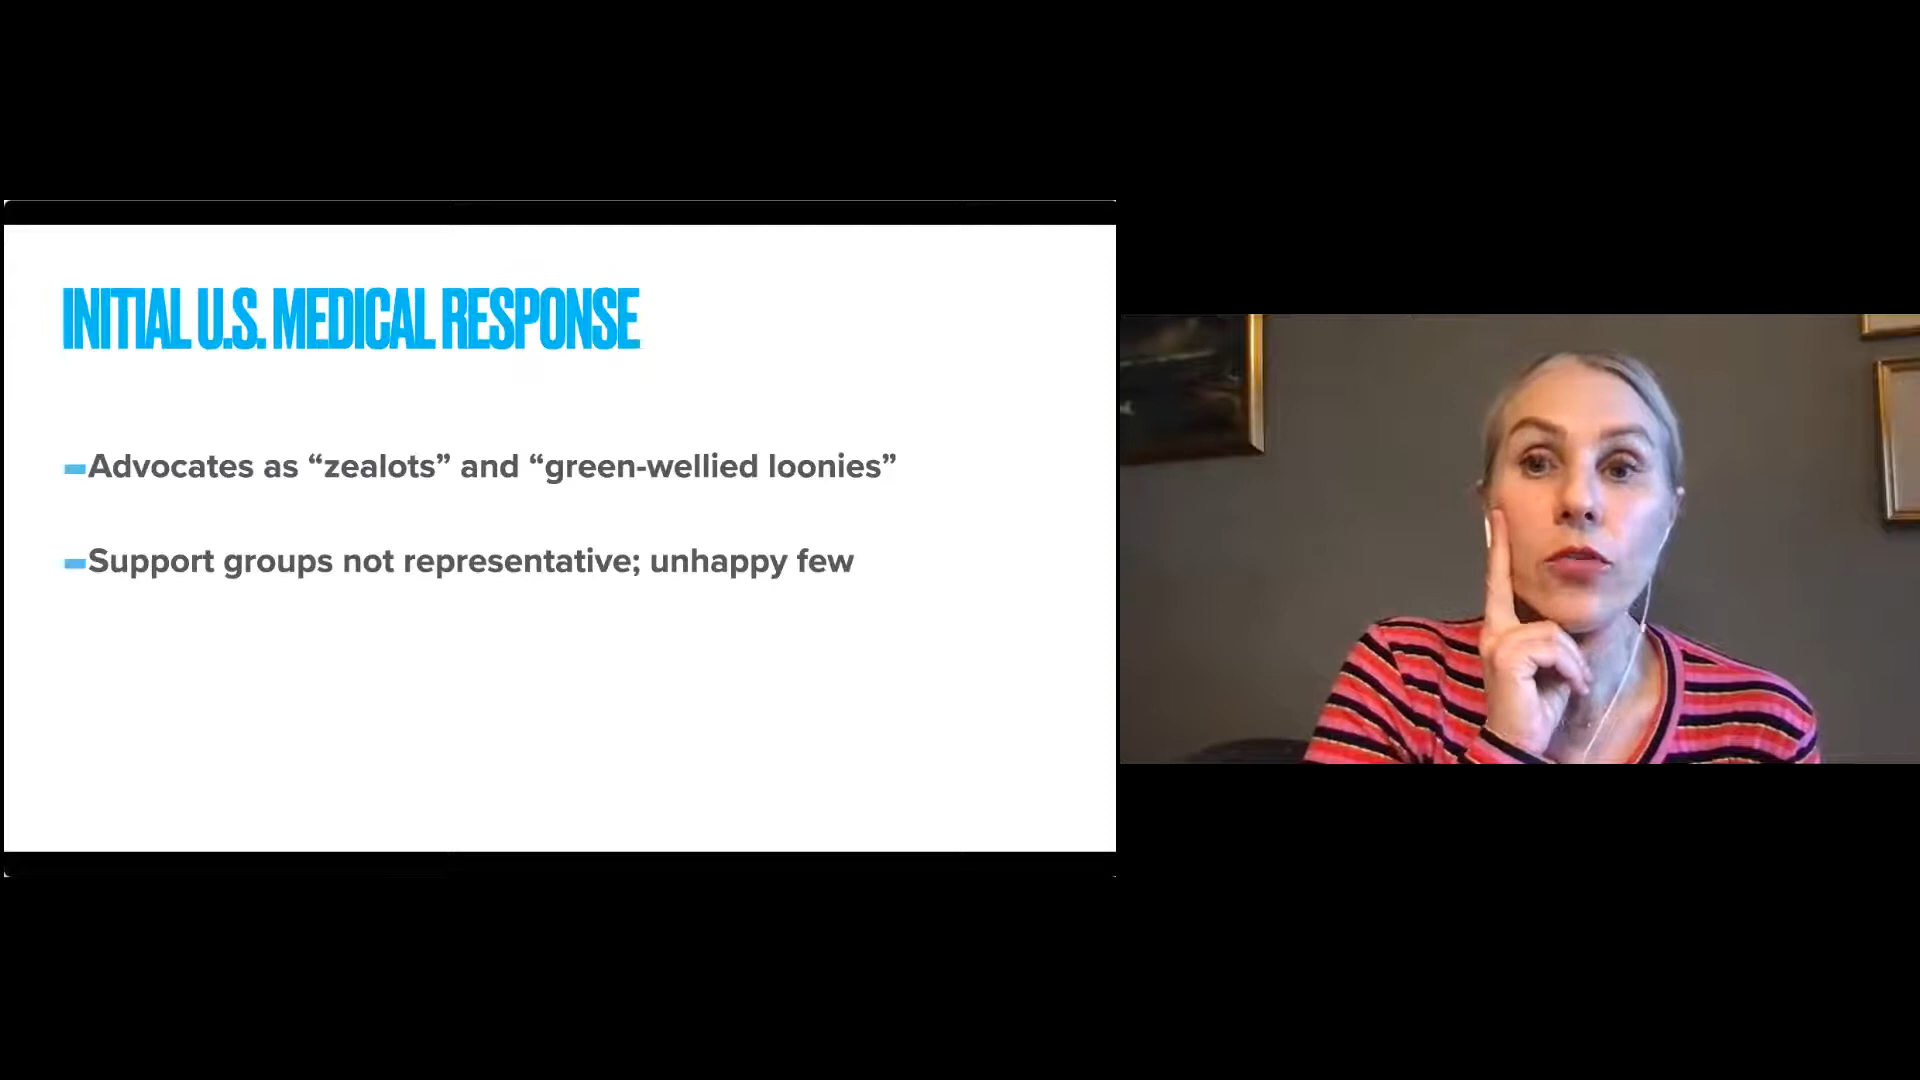 INITIAL U.S. MEDICAL RESPONSE
Advocates as “zealots” and “green-wellied loonies”
Support groups not representative; unhappy few